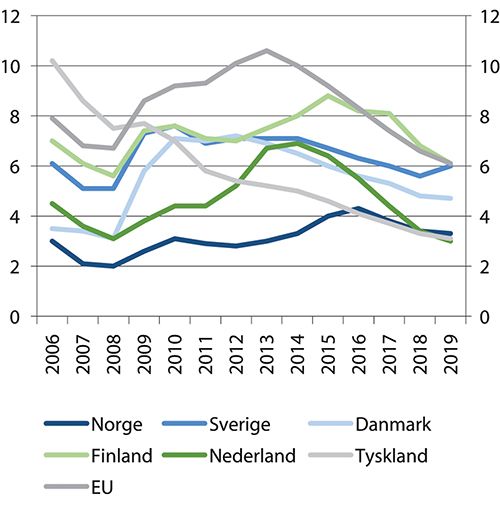 12 12
10 10
8 8
6 6
4 4
2 2
0 0
2006 2007 2008 2009 2010 2011 2012 2013 2014 2015 2016 2017 2018 2019
Norge Sverige Danmark
Finland Nederland Tyskland
EU